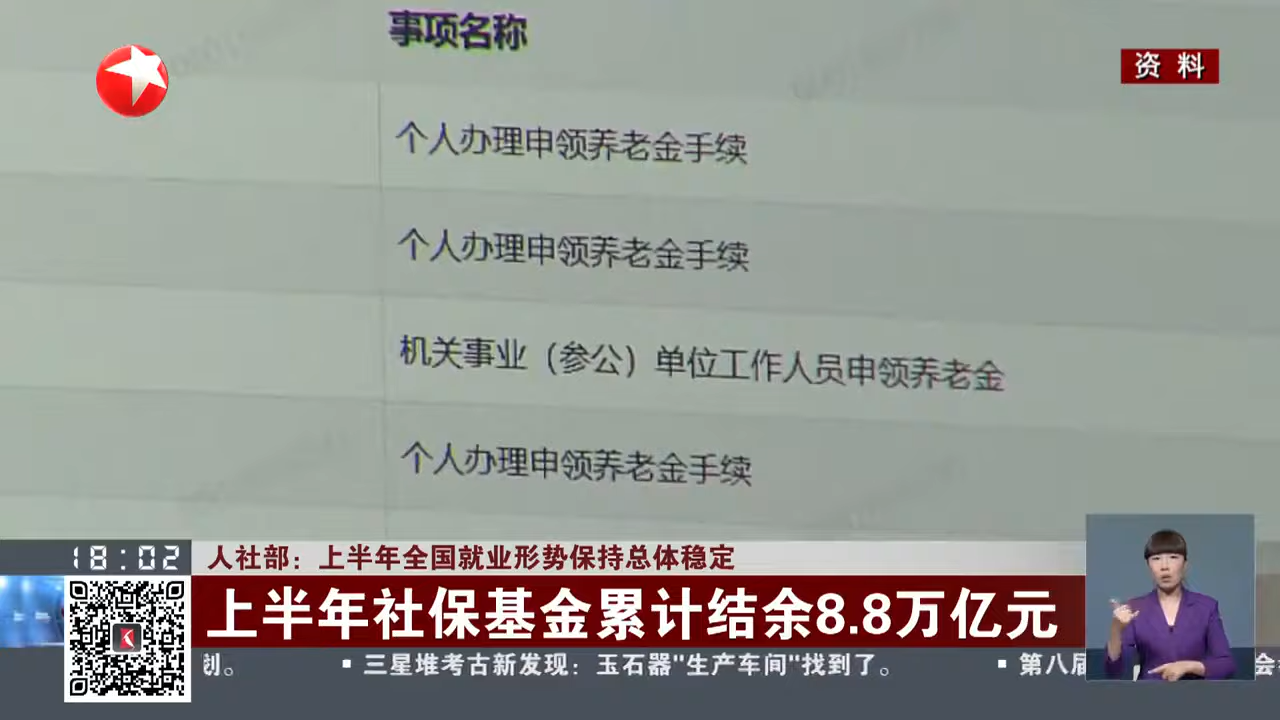 事项名称
资料
个人办理申领养老金手续
个人办理申领养老金手续
机关事业（参公）单位工作人员申领养老金
个人办理申领养老金手续
18:02
人社部：上半年全国就业形势保持总体稳定
上半年社保基金累计结余8.8万亿元
划。 ▪ 三星堆考古新发现：玉石器"生产车间"找到了。 ▪ 第八届
会